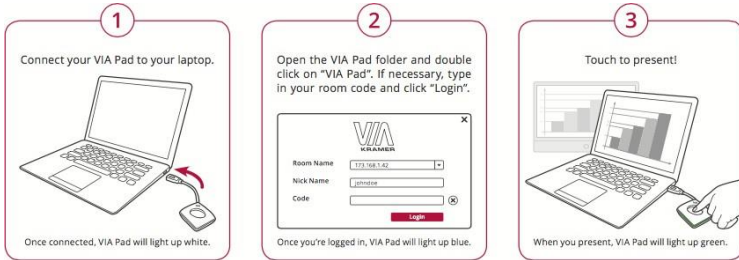 1
Connect your VIA Pad to your laptop.
Once connected, VIA Pad will light up white.
2
Open the VIA Pad folder and double
click on “VIA Pad”. If necessary, type
in your room code and click “Login”.
VIA
KRAMER
Room Name 173.168.1.42
Nick Name johndoe
Code
Login
Once you’re logged in, VIA Pad will light up blue.
3
Touch to present!
When you present, VIA Pad will light up green.